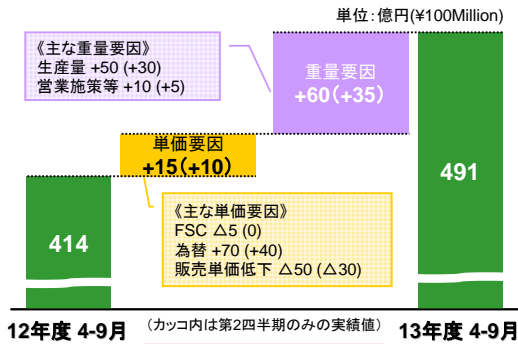 単位:億円(¥100Million)
《主な重量要因》
生産量 +50 (+30)
営業施策等 +10 (+5)
重量要因
+60(+35)
単価要因
+15(+10)
491
414
《主な単価要因》
FSC △5 (0)
為替 +70 (+40)
販売単価低下 △50 (△30)
12年度 4-9月
(カッコ内は第2四半期のみの実績値)
13年度 4-9月